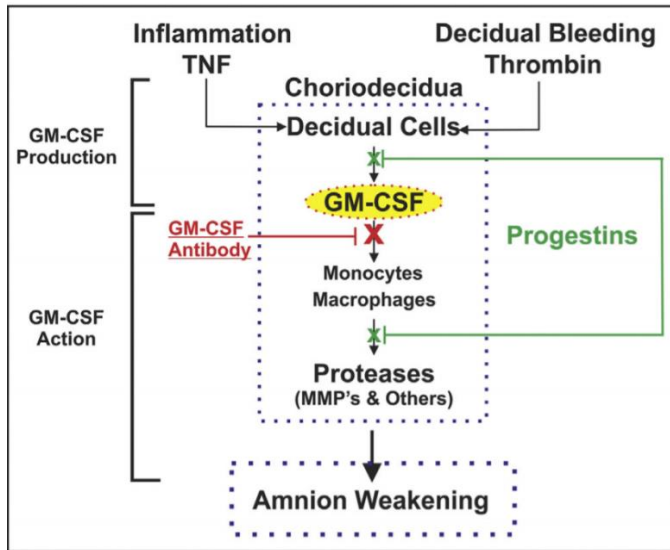 Inflammation
TNF
Decidual Bleeding
Thrombin
Choriodecidua
Decidual Cells
GM-CSF
Production
GM-CSF
GM-CSF
Antibody
Progestins
Monocytes
Macrophages
GM-CSF
Action
Proteases
(MMP's & Others)
Amnion Weakening